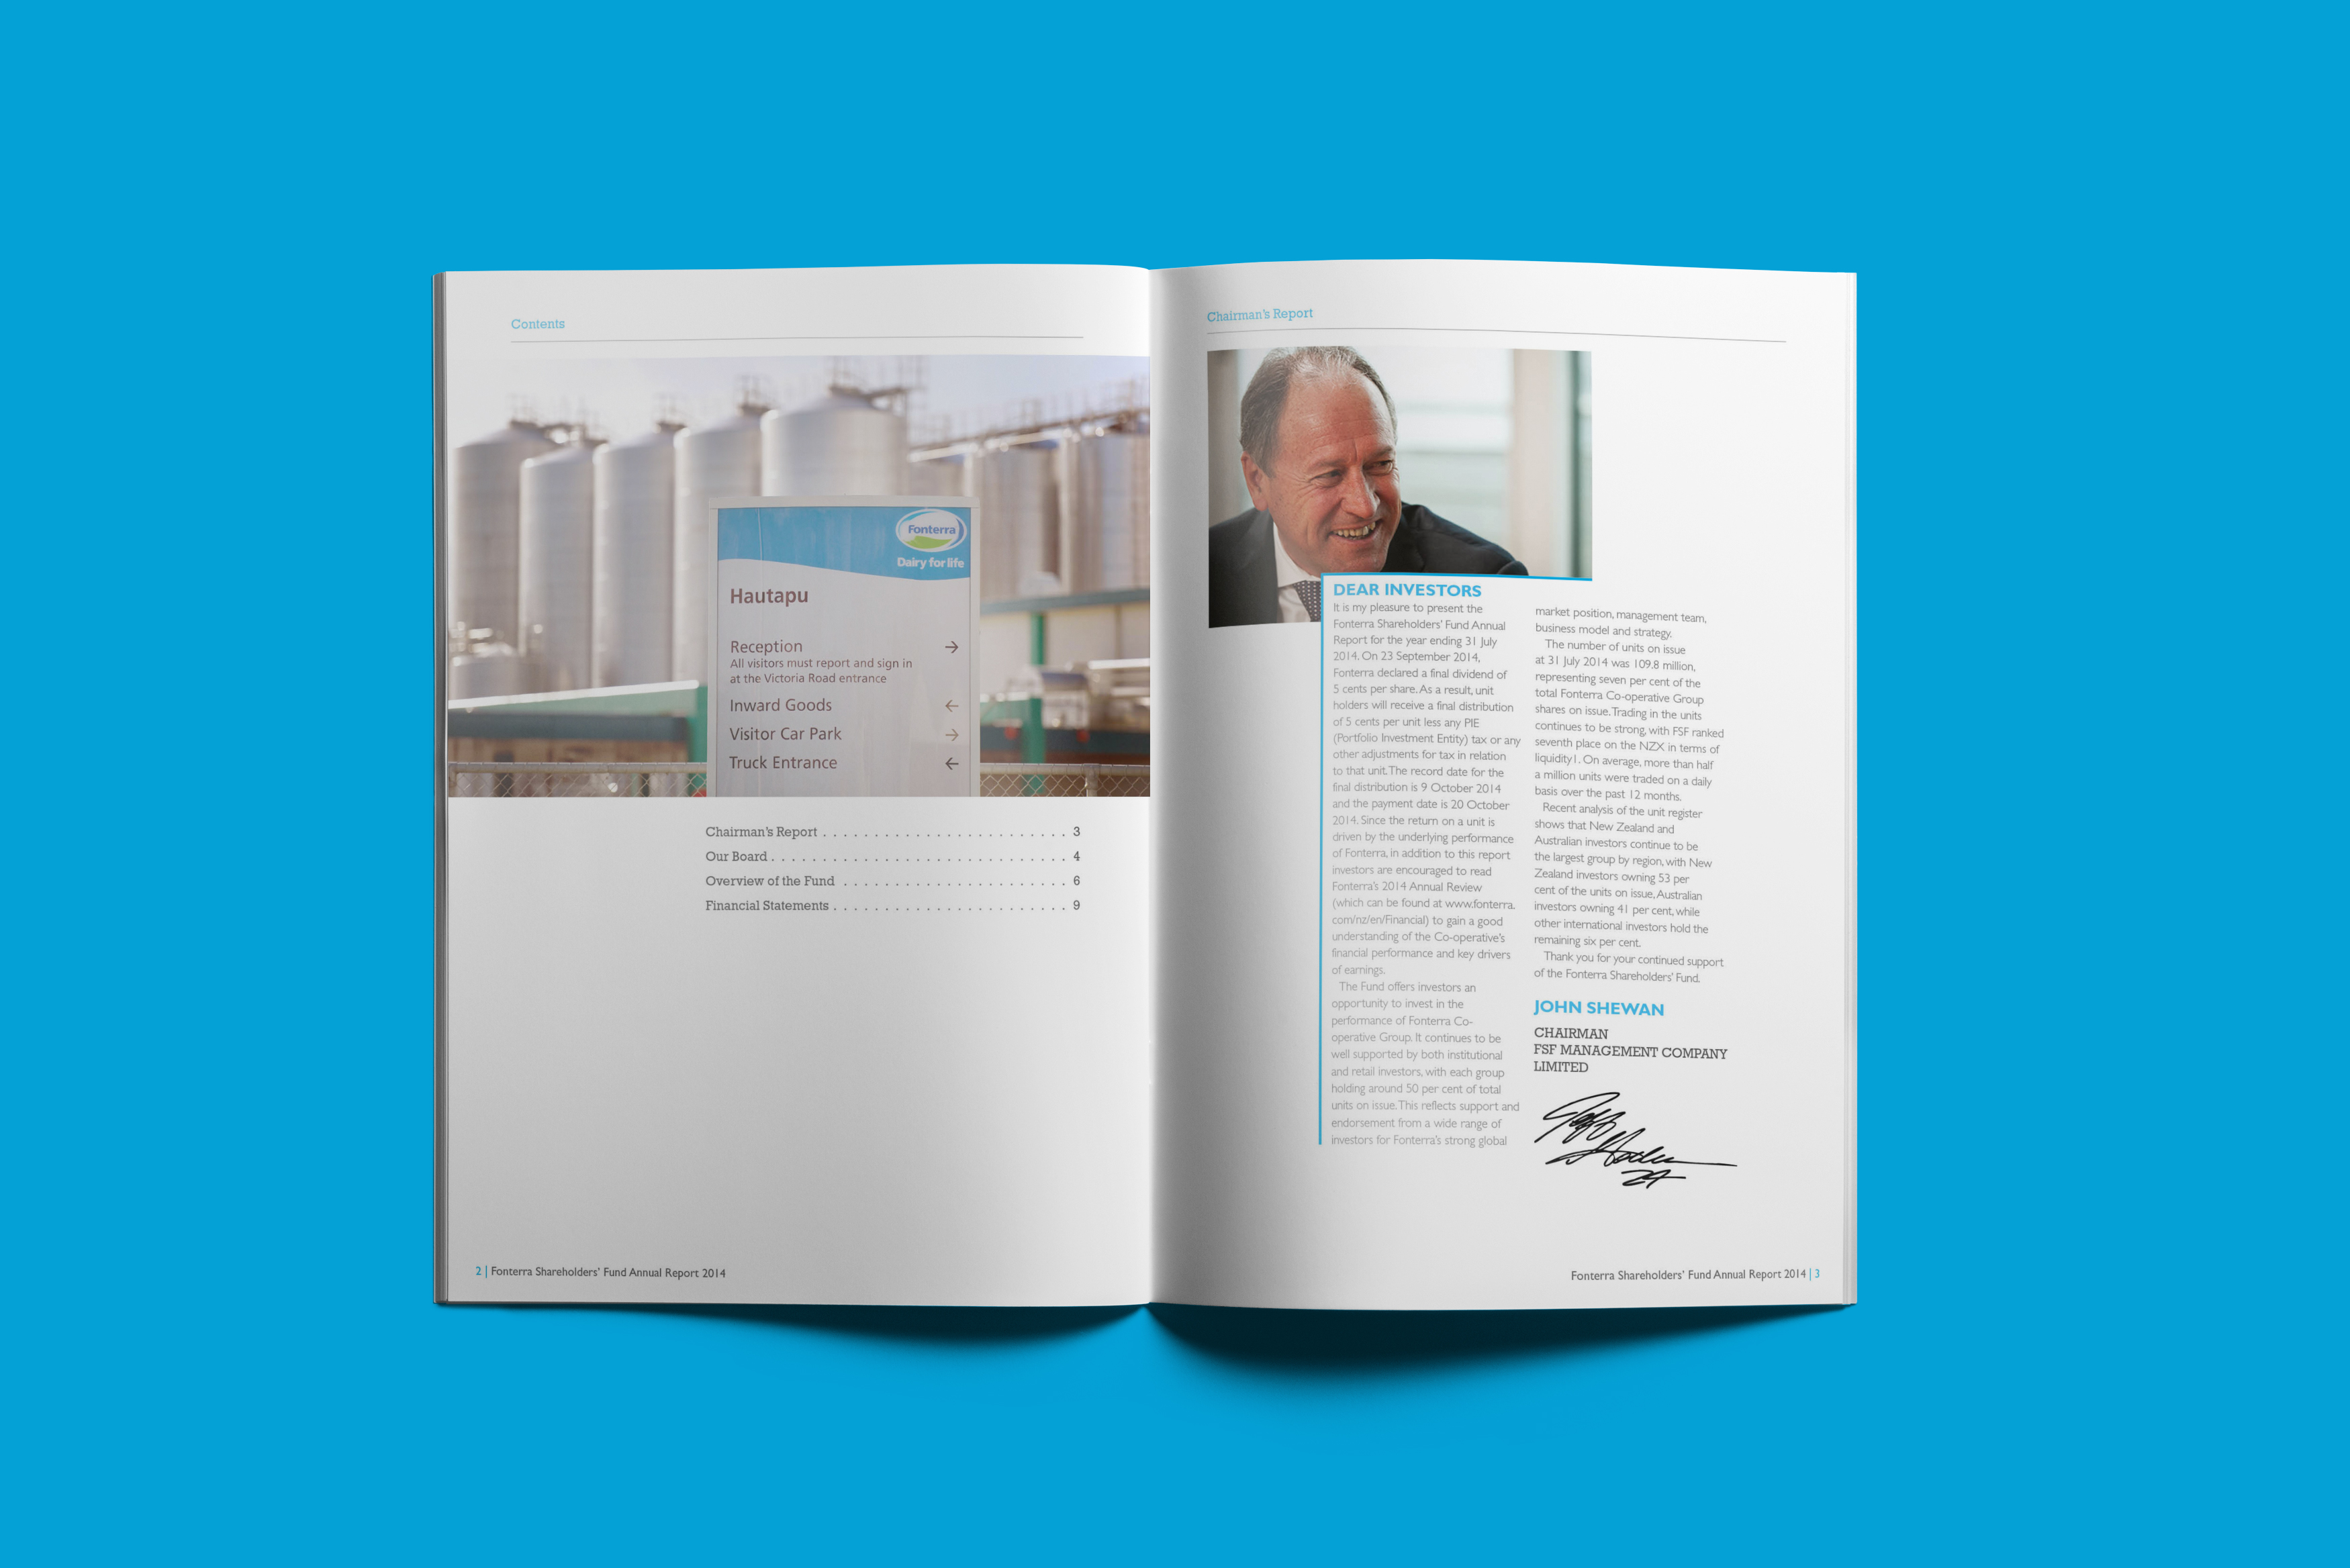 Contents
Fonterra
Dairy for life
Hautapu
Reception →
All visitors must report and sign in
at the Victoria Road entrance
Inward Goods ←
Visitor Car Park →
Truck Entrance ←
Chairman's Report . . . . . . . . . . . . . . . . . . . . . . . . 3
Our Board . . . . . . . . . . . . . . . . . . . . . . . . . . . . . 4
Overview of the Fund . . . . . . . . . . . . . . . . . . . . . . 6
Financial Statements . . . . . . . . . . . . . . . . . . . . . . . 9
2 | Fonterra Shareholders' Fund Annual Report 2014
Chairman's Report
DEAR INVESTORS
It is my pleasure to present the
Fonterra Shareholders' Fund Annual
Report for the year ending 31 July
2014. On 23 September 2014,
Fonterra declared a final dividend of
5 cents per share. As a result, unit
holders will receive a final distribution
of 5 cents per unit less any PIE
(Portfolio Investment Entity) tax or any
other adjustments for tax in relation
to that unit. The record date for the
final distribution is 9 October 2014
and the payment date is 20 October
2014. Since the return on a unit is
driven by the underlying performance
of Fonterra, in addition to this report
investors are encouraged to read
Fonterra's 2014 Annual Review
(which can be found at www.fonterra.
com/nz/en/Financial) to gain a good
understanding of the Co-operative's
financial performance and key drivers
of earnings.
The Fund offers investors an
opportunity to invest in the
performance of Fonterra Co-
operative Group. It continues to be
well supported by both institutional
and retail investors, with each group
holding around 50 per cent of total
units on issue. This reflects support and
endorsement from a wide range of
investors for Fonterra's strong global
market position, management team,
business model and strategy.
The number of units on issue
at 31 July 2014 was 109.8 million,
representing seven per cent of the
total Fonterra Co-operative Group
shares on issue. Trading in the units
continues to be strong, with FSF ranked
seventh place on the NZX in terms of
liquidity1. On average, more than half
a million units were traded on a daily
basis over the past 12 months.
Recent analysis of the unit register
shows that New Zealand and
Australian investors continue to be
the largest group by region, with New
Zealand investors owning 53 per
cent of the units on issue, Australian
investors owning 41 per cent, while
other international investors hold the
remaining six per cent.
Thank you for your continued support
of the Fonterra Shareholders' Fund.
JOHN SHEWAN
CHAIRMAN
FSF MANAGEMENT COMPANY
LIMITED
Fonterra Shareholders' Fund Annual Report 2014 | 3